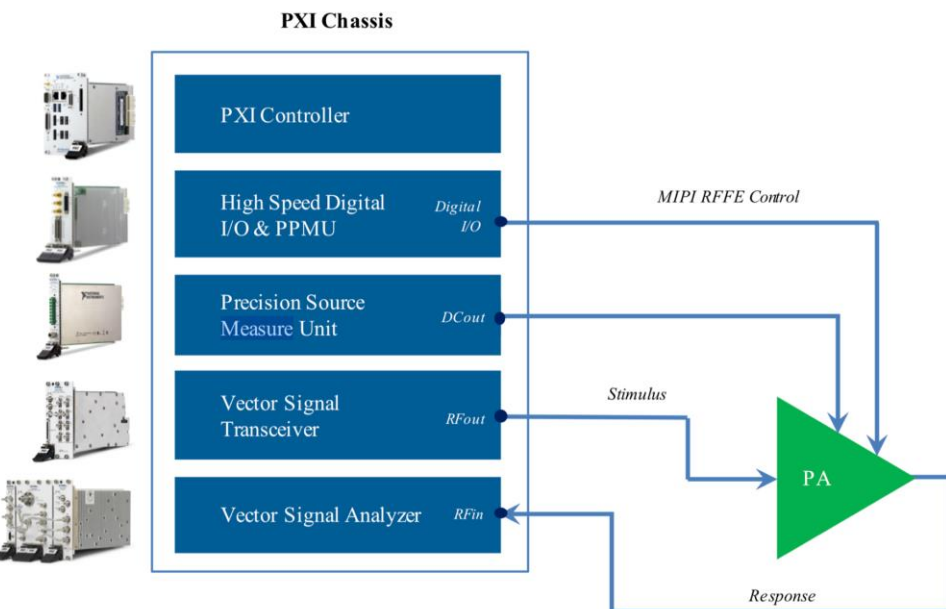 PXI Chassis
PXI Controller
High Speed Digital
I/O & PPMU
Digital
I/O
MIPI RFFE Control
Precision Source
Measure Unit
DCout
Vector Signal
Transceiver
RFout
Stimulus
PA
Vector Signal Analyzer
RFin
Response